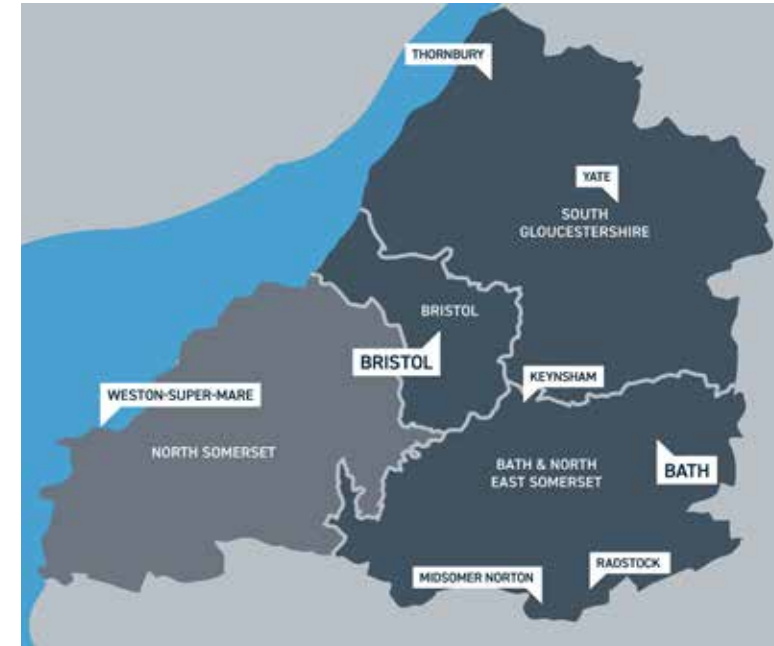 THORNBURY
YATE
SOUTH
GLOUCESTERSHIRE
BRISTOL
BRISTOL
KEYNSHAM
WESTON-SUPER-MARE
NORTH SOMERSET
BATH & NORTH
EAST SOMERSET
BATH
RADSTOCK
MIDSOMER NORTON